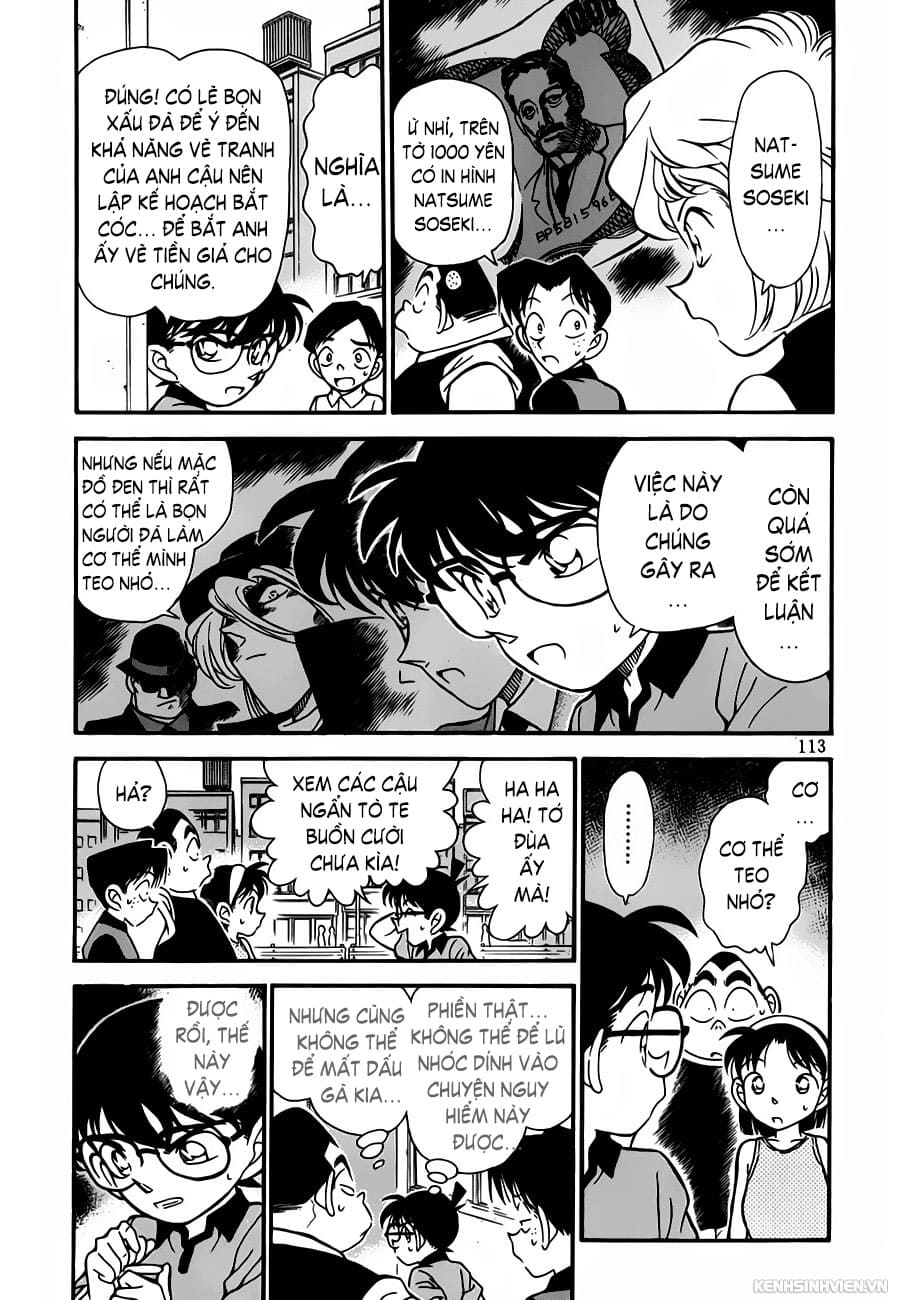 NAT-
SUME
SOSEKI
...
Ừ NHỈ, TRÊN
TỜ 1000 YÊN
CÓ IN HÌNH
NATSUME
SOSEKI...
1000
NGHĨA
LÀ...
ĐÚNG! CÓ LẼ BỌN
XẤU ĐÃ ĐỂ Ý ĐẾN
KHẢ NĂNG VẼ TRANH
CỦA ANH CẬU NÊN
LẬP KẾ HOẠCH BẮT
CÓC... ĐỂ BẮT ANH
ẤY VẼ TIỀN GIẢ CHO
CHÚNG.
CÒN
QUÁ
SỚM
ĐỂ KẾT
LUẬN
...
VIỆC NÀY
LÀ DO
CHÚNG
GÂY RA
...
NHƯNG NẾU MẶC
ĐỒ ĐEN THÌ RẤT
CÓ THỂ LÀ BỌN
NGƯỜI ĐÃ LÀM
CƠ THỂ MÌNH
TEO NHỎ...
113
CƠ
...
CƠ THỂ
TEO
NHỎ?
.........
HA HA
HA! TỚ
ĐÙA
ẤY
MÀ!
XEM CÁC CẬU
NGẨN TÒ TE
BUỒN CƯỜI
CHƯA KÌA!
HẢ?
PHIỀN THẬT...
KHÔNG THỂ ĐỂ LŨ
NHÓC DÍNH VÀO
CHUYỆN NGUY
HIỂM NÀY
ĐƯỢC...
NHƯNG CŨNG
KHÔNG THỂ
ĐỂ MẤT DẤU
GÃ KIA...
ĐƯỢC
RỒI, THẾ
NÀY
VẬY...
KENHSINHVIEN.VN